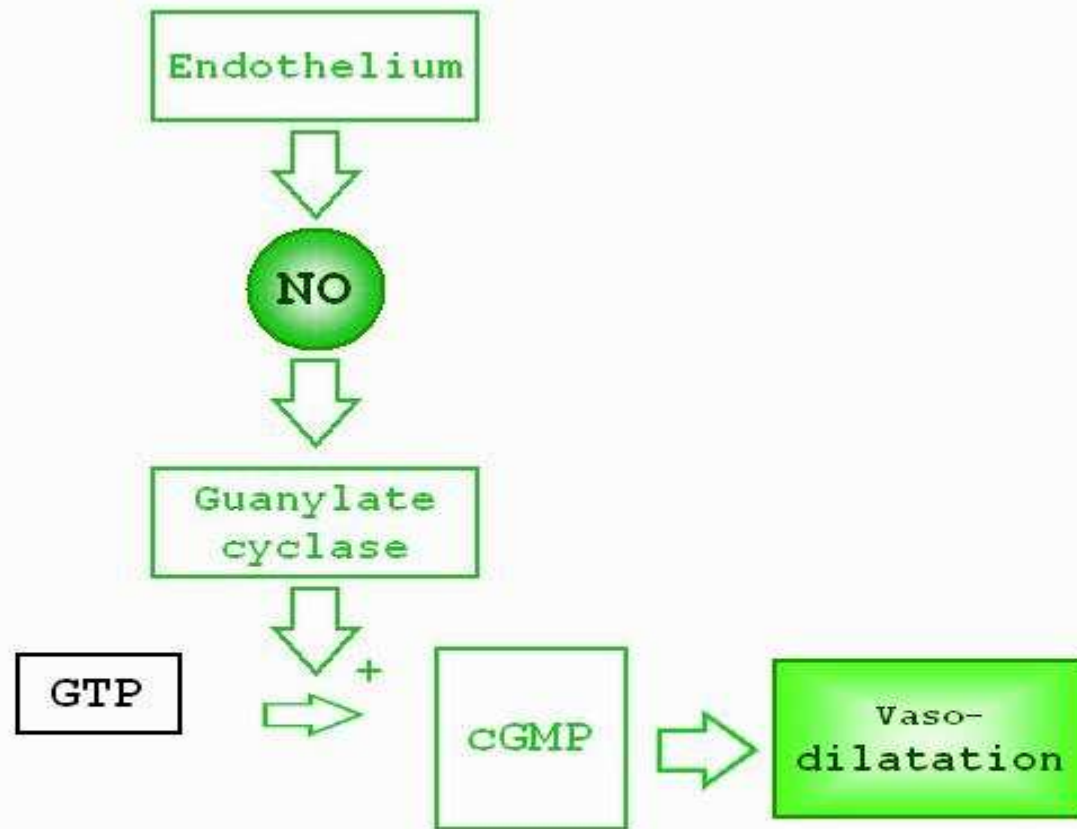 Endothelium
NO
Guanylate
cyclase
+
GTP
cGMP
Vaso-
dilatation